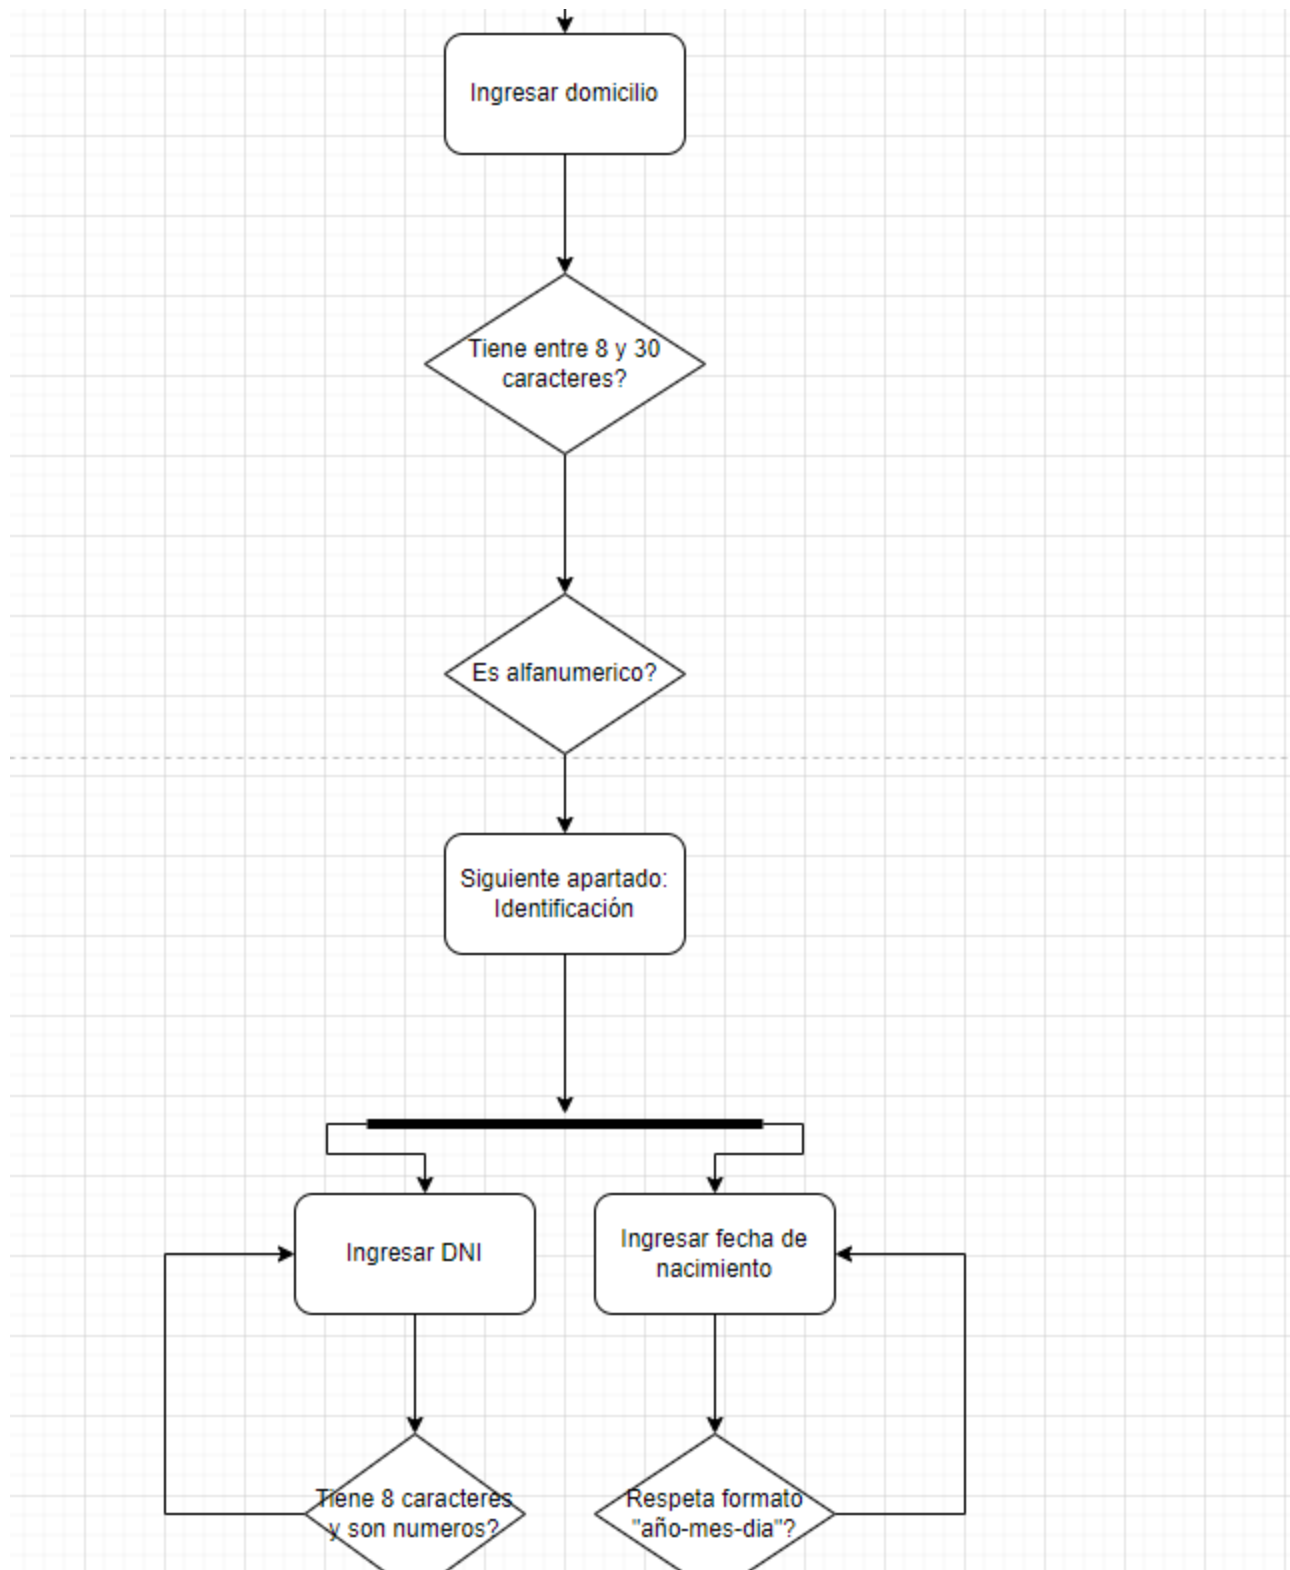 Ingresar domicilio
Tiene entre 8 y 30
caracteres?
Es alfanumerico?
Siguiente apartado:
Identificación
Ingresar DNI
Ingresar fecha de
nacimiento
Tiene 8 caracteres
y son numeros?
Respeta formato
"año-mes-dia"?